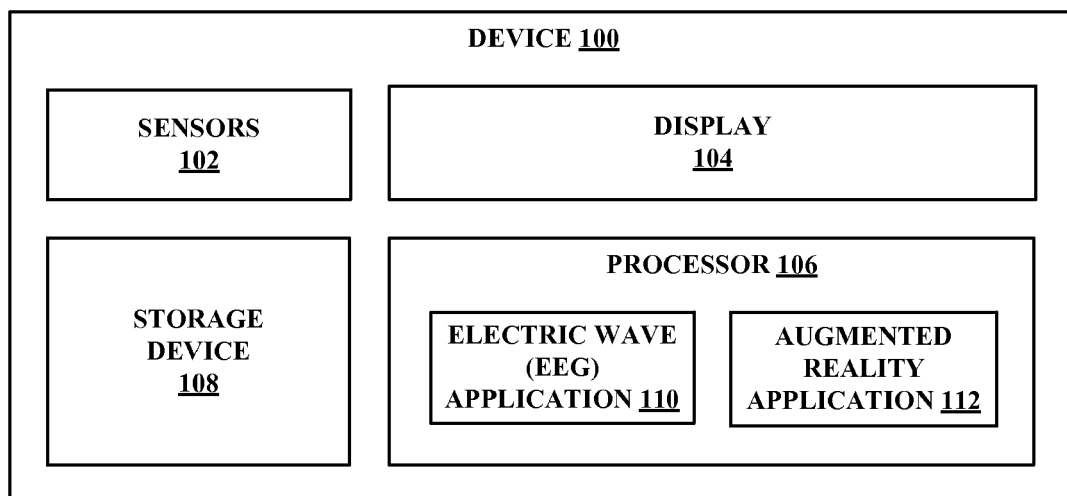 DEVICE 100
SENSORS
102
DISPLAY
104
STORAGE
DEVICE
108
PROCESSOR 106
ELECTRIC WAVE
(EEG)
APPLICATION 110
AUGMENTED
REALITY
APPLICATION 112